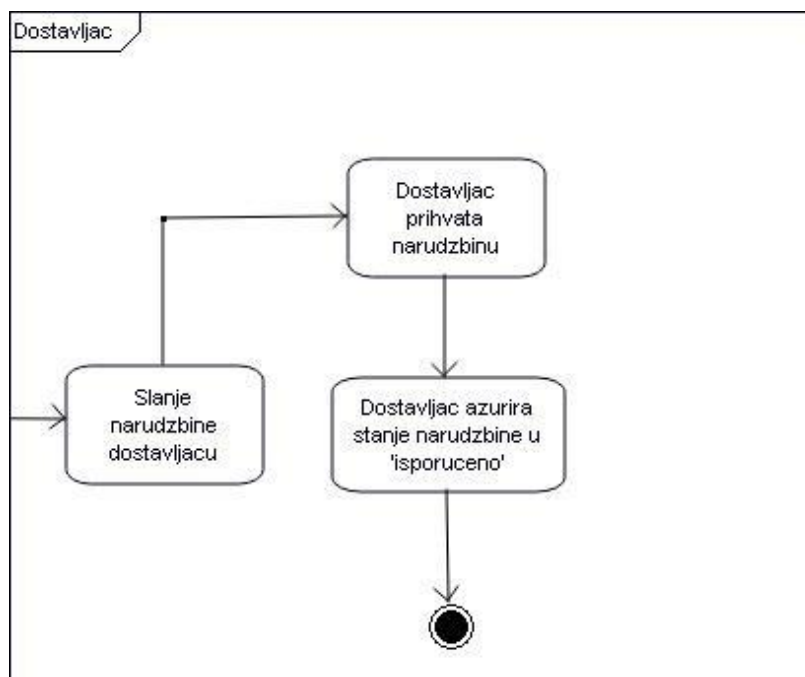 Dostavljac
Dostavljac
prihvata
narudzbinu
Slanje
narudzbine
dostavljacu
Dostavljac azurira
stanje narudzbine u
'isporuceno'